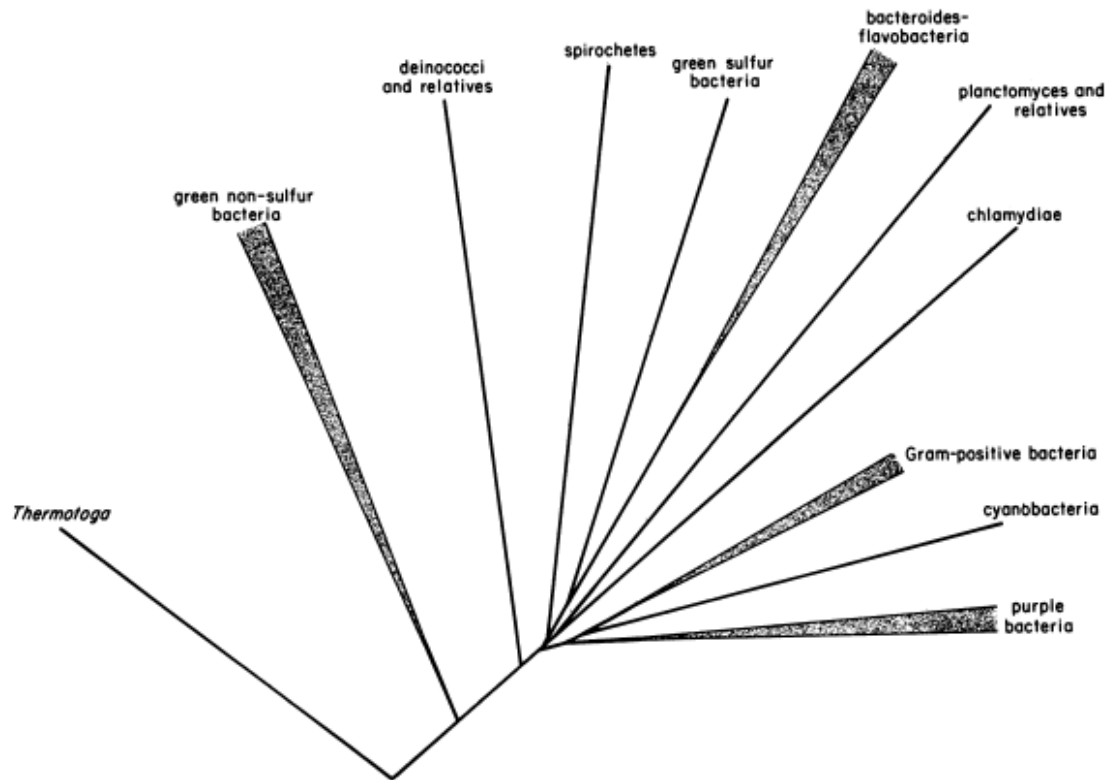 bacteroides-
flavobacteria
spirochetes
green sulfur
bacteria
deinococci
and relatives
planctomyces and
relatives
green non-sulfur
bacteria
chlamydiae
Gram-positive bacteria
Thermotoga
cyanobacteria
purple
bacteria